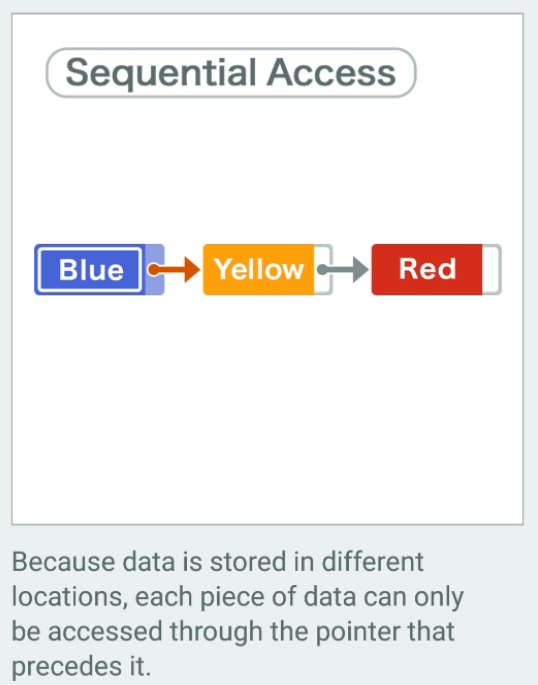 Sequential Access
Blue
Yellow
Red
Because data is stored in different
locations, each piece of data can only
be accessed through the pointer that
precedes it.